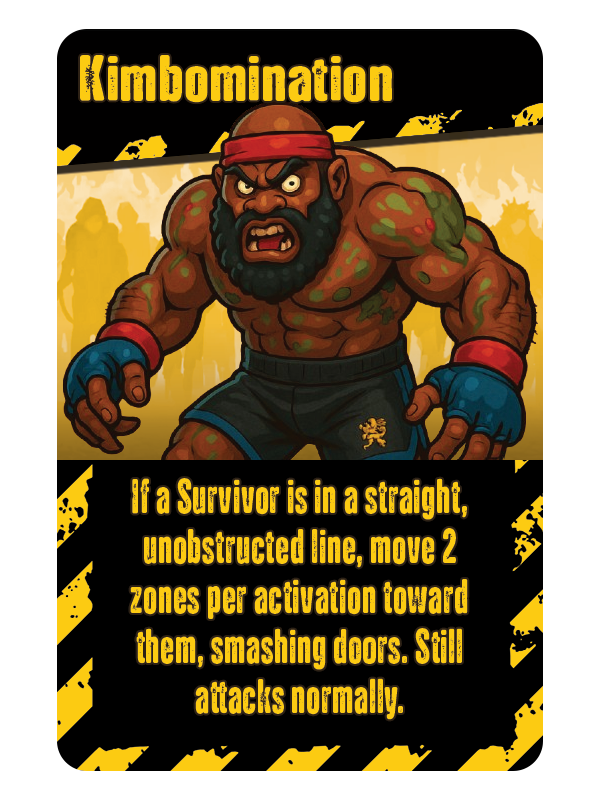 Kimbomination
If a Survivor is in a straight,
unobstructed line, move 2
zones per activation toward
them, smashing doors. Still
attacks normally.